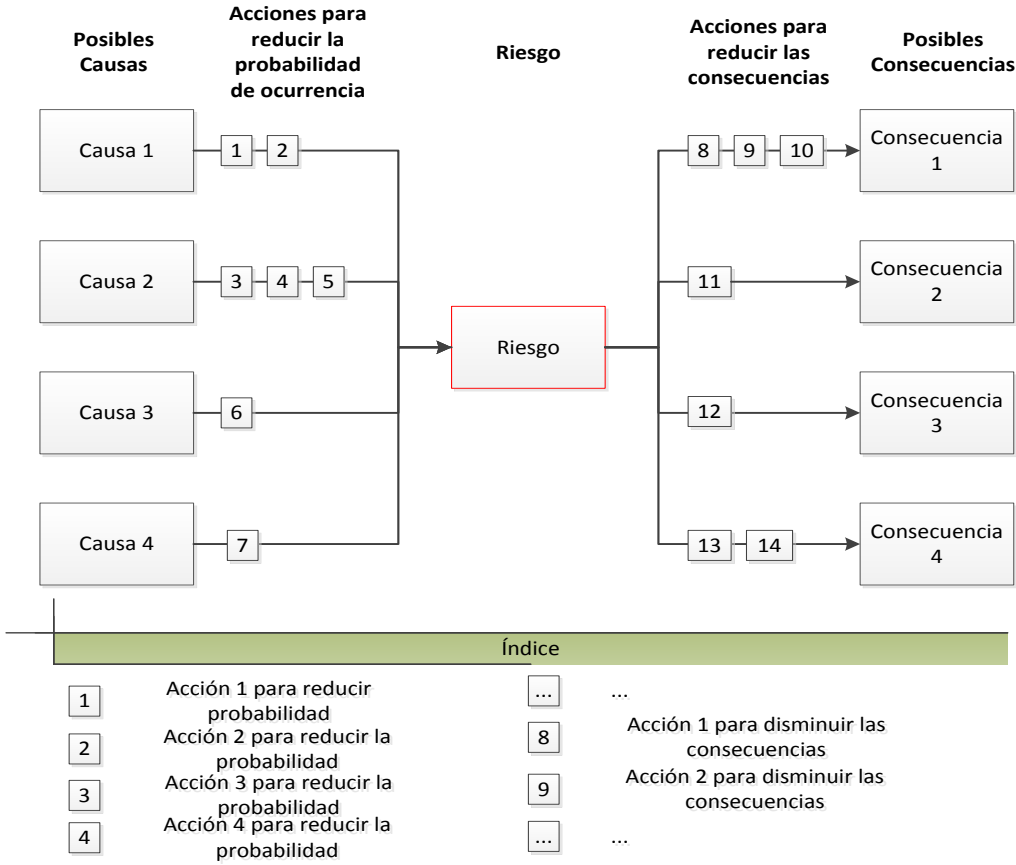 Posibles
Causas
Acciones para
reducir la
probabilidad
de ocurrencia
Riesgo
Acciones para
reducir las
consecuencias
Posibles
Consecuencias
Causa 1
1
2
8
9
10
Consecuencia
1
Causa 2
3
4
5
11
Consecuencia
2
Riesgo
Causa 3
6
12
Consecuencia
3
Causa 4
7
13
14
Consecuencia
4
Índice
1
Acción 1 para reducir
probabilidad
2
Acción 2 para reducir la
probabilidad
3
Acción 3 para reducir la
probabilidad
4
Acción 4 para reducir la
probabilidad
...
...
8
Acción 1 para disminuir las
consecuencias
9
Acción 2 para disminuir las
consecuencias
...
...